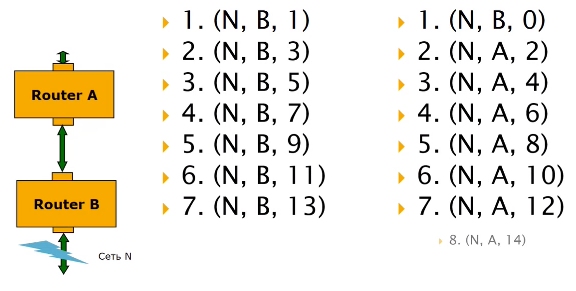 Router A
Router B
Сеть N
1. (N, B, 1)
2. (N, B, 3)
3. (N, B, 5)
4. (N, B, 7)
5. (N, B, 9)
6. (N, B, 11)
7. (N, B, 13)
1. (N, B, 0)
2. (N, A, 2)
3. (N, A, 4)
4. (N, A, 6)
5. (N, A, 8)
6. (N, A, 10)
7. (N, A, 12)
8. (N, A, 14)